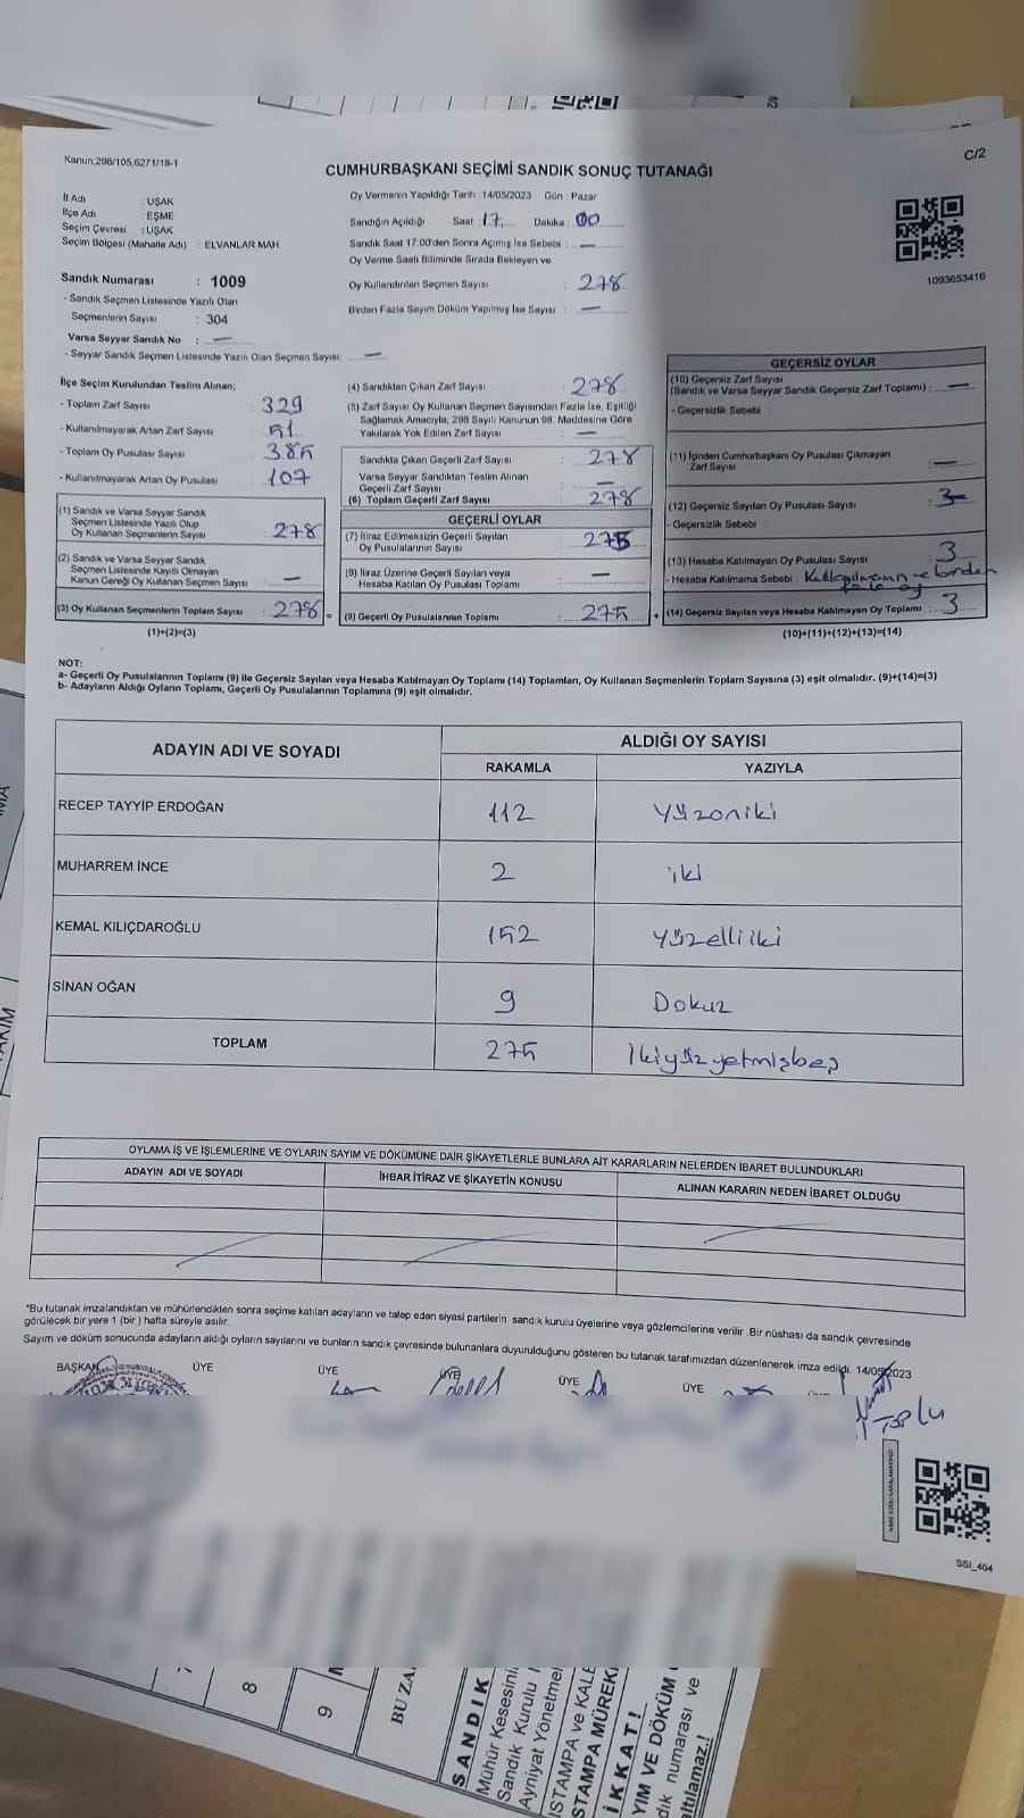 C/2
Kanun,298/105,6271/18-1
CUMHURBAŞKANI SEÇİMİ SANDIK SONUÇ TUTANAĞI
İl Adı : UŞAK
İlçe Adı : EŞME
Seçim Çevresi : UŞAK
Seçim Bölgesi (Mahalle Adı) : ELVANLAR MAH
Sandık Numarası : 1009
- Sandık Seçmen Listesinde Yazılı Olan
Seçmenlerin Sayısı : 304
Varsa Seyyar Sandık No : —
- Seyyar Sandık Seçmen Listesinde Yazılı Olan Seçmen Sayısı : —
Oy Vermenin Yapıldığı Tarih : 14/05/2023 Gün : Pazar
Sandığın Açıldığı Saat : 17 Dakika : 00
Sandık Saat 17:00'den Sonra Açılmış İse Sebebi : —
Oy Verme Saati Bitiminde Sırada Bekleyen ve
Oy Kullandırılan Seçmen Sayısı : 278
Birden Fazla Sayım Döküm Yapılmış İse Sayısı : —
1093653416
İlçe Seçim Kurulundan Teslim Alınan;
- Toplam Zarf Sayısı : 329
- Kullanılmayarak Artan Zarf Sayısı : 51
- Toplam Oy Pusulası Sayısı : 385
- Kullanılmayarak Artan Oy Pusulası : 107
(1) Sandık ve Varsa Seyyar Sandık
Seçmen Listesinde Yazılı Olup
Oy Kullanan Seçmenlerin Sayısı : 278
(2) Sandık ve Varsa Seyyar Sandık
Seçmen Listesinde Kayıtlı Olmayan
Kanun Gereği Oy Kullanan Seçmen Sayısı : —
(3) Oy Kullanan Seçmenlerin Toplam Sayısı : 278 =
(1)+(2)=(3)
(4) Sandıktan Çıkan Zarf Sayısı : 278
(5) Zarf Sayısı Oy Kullanan Seçmen Sayısından Fazla İse, Eşitliği
Sağlamak Amacıyla; 298 Sayılı Kanunun 98. Maddesine Göre
Yakılarak Yok Edilen Zarf Sayısı : —
Sandıkta Çıkan Geçerli Zarf Sayısı : 278
Varsa Seyyar Sandıktan Teslim Alınan
Geçerli Zarf Sayısı : —
(6) Toplam Geçerli Zarf Sayısı : 278
GEÇERLİ OYLAR
(7) İtiraz Edilmeksizin Geçerli Sayılan
Oy Pusulalarının Sayısı : 275
(8) İtiraz Üzerine Geçerli Sayılan veya
Hesaba Katılan Oy Pusulası Toplamı : —
(9) Geçerli Oy Pusulalarının Toplamı : 275 +
GEÇERSİZ OYLAR
(10) Geçersiz Zarf Sayısı
(Sandık ve Varsa Seyyar Sandık Geçersiz Zarf Toplamı) : —
- Geçersizlik Sebebi :
(11) İçinden Cumhurbaşkanı Oy Pusulası Çıkmayan
Zarf Sayısı : —
(12) Geçersiz Sayılan Oy Pusulası Sayısı : 3
- Geçersizlik Sebebi :
(13) Hesaba Katılmayan Oy Pusulası Sayısı : 3
- Hesaba Katılmama Sebebi : ve birden
fazla oy
(14) Geçersiz Sayılan veya Hesaba Katılmayan Oy Toplamı : 3
(10)+(11)+(12)+(13)=(14)
NOT:
a- Geçerli Oy Pusulalarının Toplamı (9) ile Geçersiz Sayılan veya Hesaba Katılmayan Oy Toplamı (14) Toplamları, Oy Kullanan Seçmenlerin Toplam Sayısına (3) eşit olmalıdır. (9)+(14)=(3)
b- Adayların Aldığı Oyların Toplamı, Geçerli Oy Pusulalarının Toplamına (9) eşit olmalıdır.
ADAYIN ADI VE SOYADI
ALDIĞI OY SAYISI
RAKAMLA YAZIYLA
RECEP TAYYİP ERDOĞAN 112 Yüzoniki
MUHARREM İNCE 2 iki
KEMAL KILIÇDAROĞLU 152 Yüzelliiki
SİNAN OĞAN 9 Dokuz
TOPLAM 275 İkiyüzyetmişbeş
OYLAMA İŞ VE İŞLEMLERİNE VE OYLARIN SAYIM VE DÖKÜMÜNE DAİR ŞİKAYETLERLE BUNLARA AİT KARARLARIN NELERDEN İBARET BULUNDUKLARI
ADAYIN ADI VE SOYADI İHBAR İTİRAZ VE ŞİKAYETİN KONUSU ALINAN KARARIN NEDEN İBARET OLDUĞU
*Bu tutanak imzalandıktan ve mühürlendikten sonra seçime katılan adayların ve talep eden siyasi partilerin sandık kurulu üyelerine veya gözlemcilerine verilir. Bir nüshası da sandık çevresinde
görülecek bir yere 1 (bir ) hafta süreyle asılır.
Sayım ve döküm sonucunda adayların aldığı oyların sayılarını ve bunların sandık çevresinde bulunanlara duyurulduğunu gösteren bu tutanak tarafımızdan düzenlenerek imza edildi. 14/05/2023
BAŞKAN ÜYE ÜYE ÜYE ÜYE ÜYE
SSI_404
8
9
BU ZA
SANDIK
Mühür Kesesini
Sandık Kurulu
Ayniyat Yönetmel
ISTAMPA ve KALE
STAMPA MÜREK
İKKAT!
YIM VE DÖKÜM
dık numarası ve
atılamaz.!